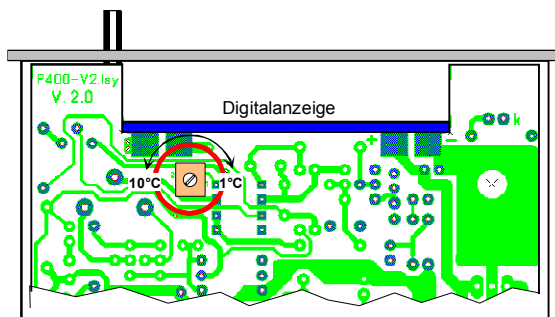 P400-V2.lay
V. 2.0
Digitalanzeige
+
-
k
10°C
1°C